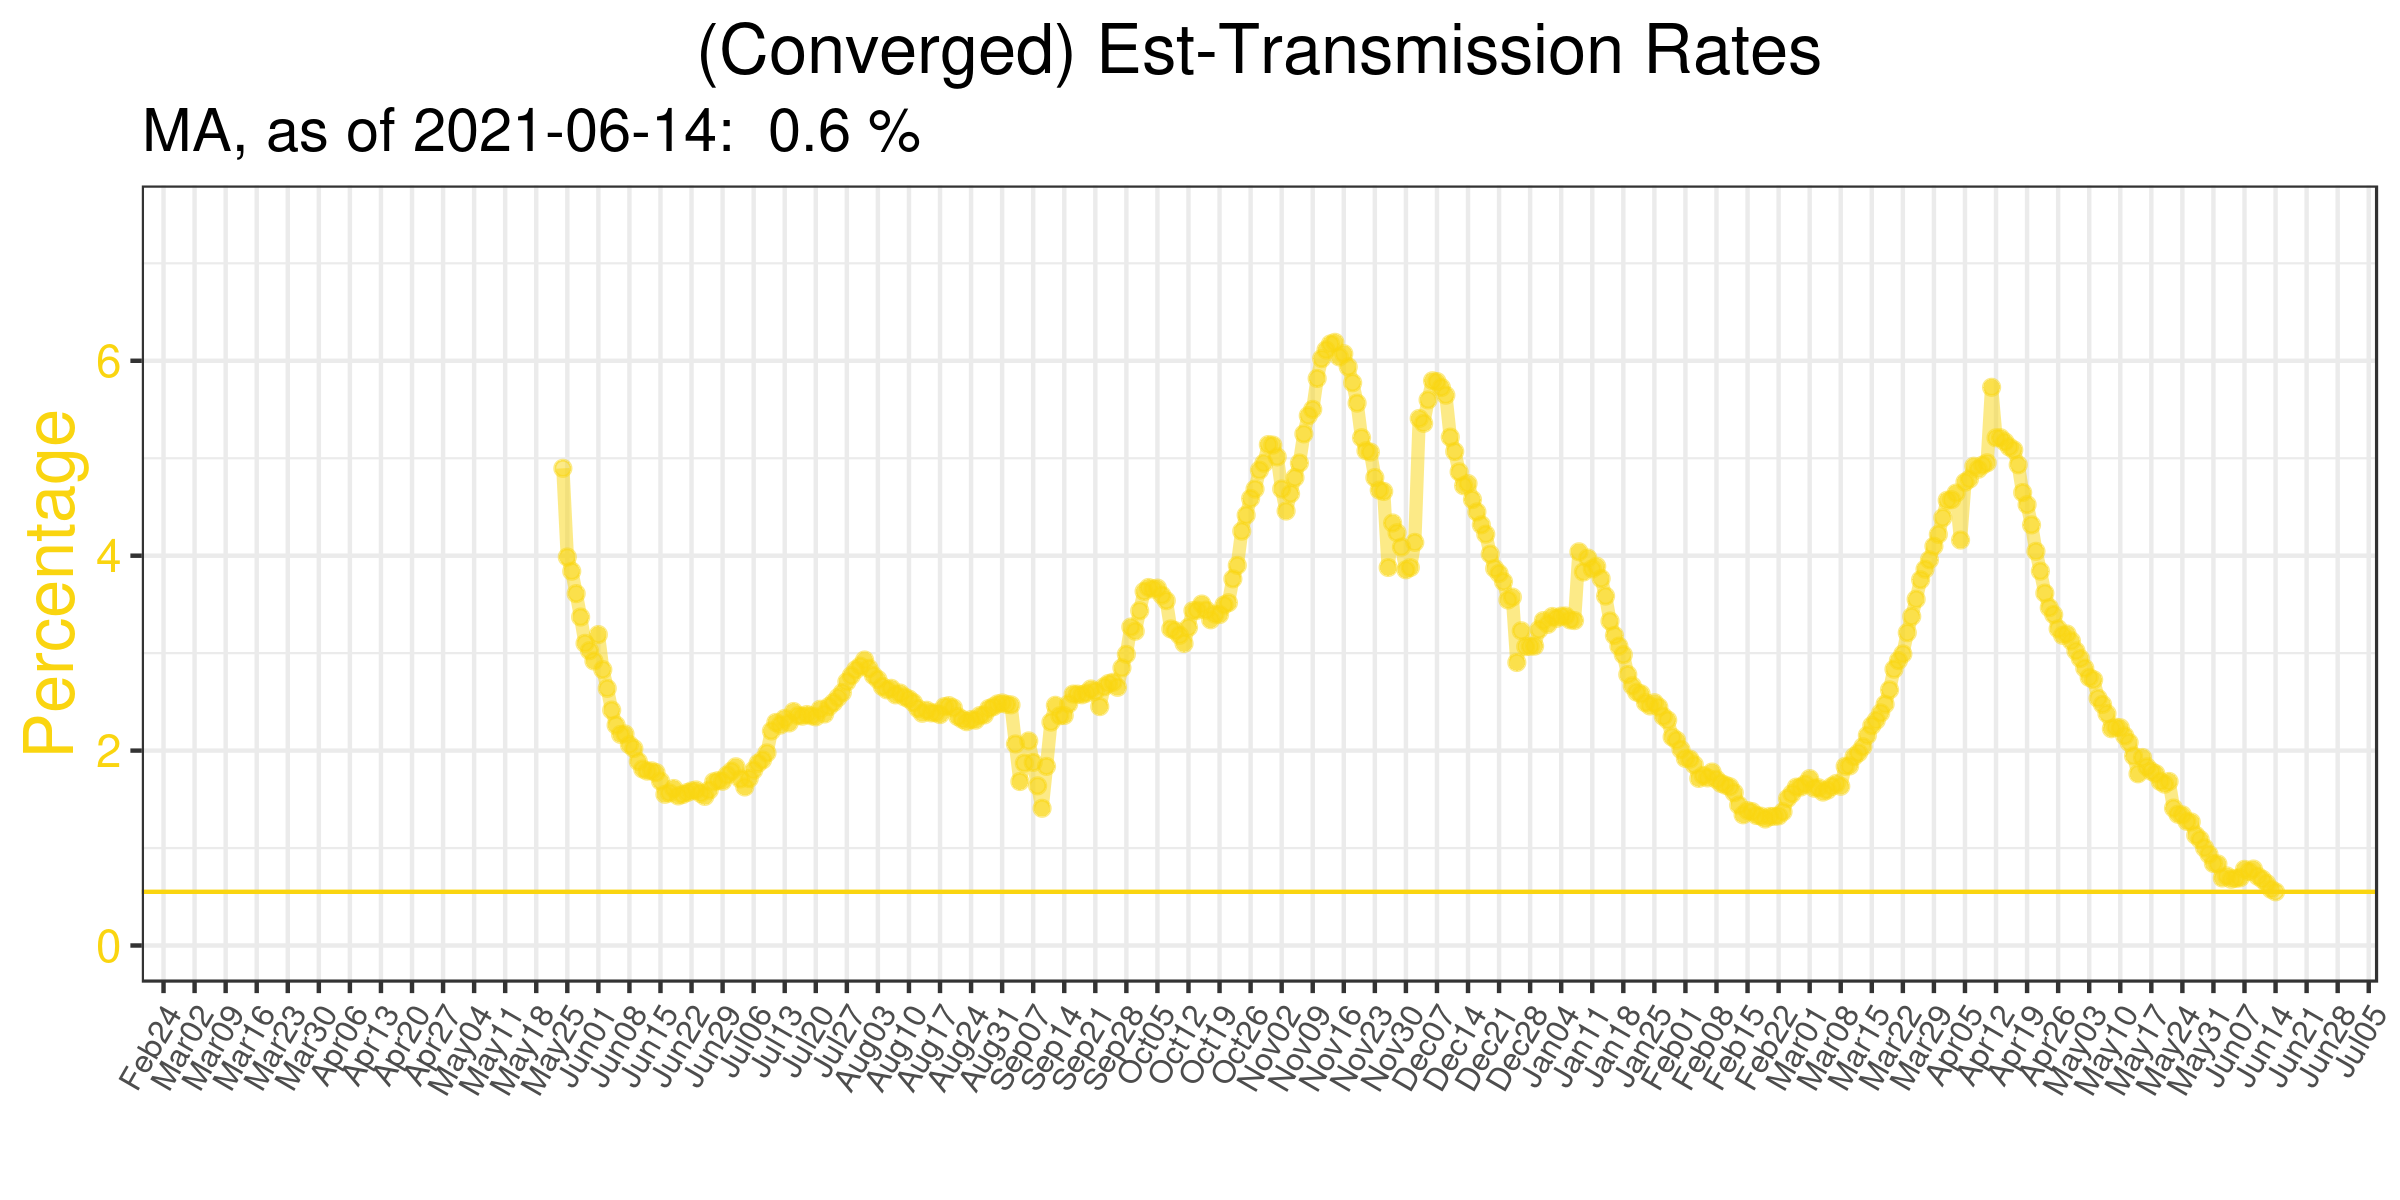 (Converged) Est-Transmission Rates
MA, as of 2021-06-14:  0.6 %
Percentage
6
4
2
0
Feb24 Mar02 Mar09 Mar16 Mar23 Mar30 Apr06 Apr13 Apr20 Apr27 May04 May11 May18 May25 Jun01 Jun08 Jun15 Jun22 Jun29 Jul06 Jul13 Jul20 Jul27 Aug03 Aug10 Aug17 Aug24 Aug31 Sep07 Sep14 Sep21 Sep28 Oct05 Oct12 Oct19 Oct26 Nov02 Nov09 Nov16 Nov23 Nov30 Dec07 Dec14 Dec21 Dec28 Jan04 Jan11 Jan18 Jan25 Feb01 Feb08 Feb15 Feb22 Mar01 Mar08 Mar15 Mar22 Mar29 Apr05 Apr12 Apr19 Apr26 May03 May10 May17 May24 May31 Jun07 Jun14 Jun21 Jun28 Jul05